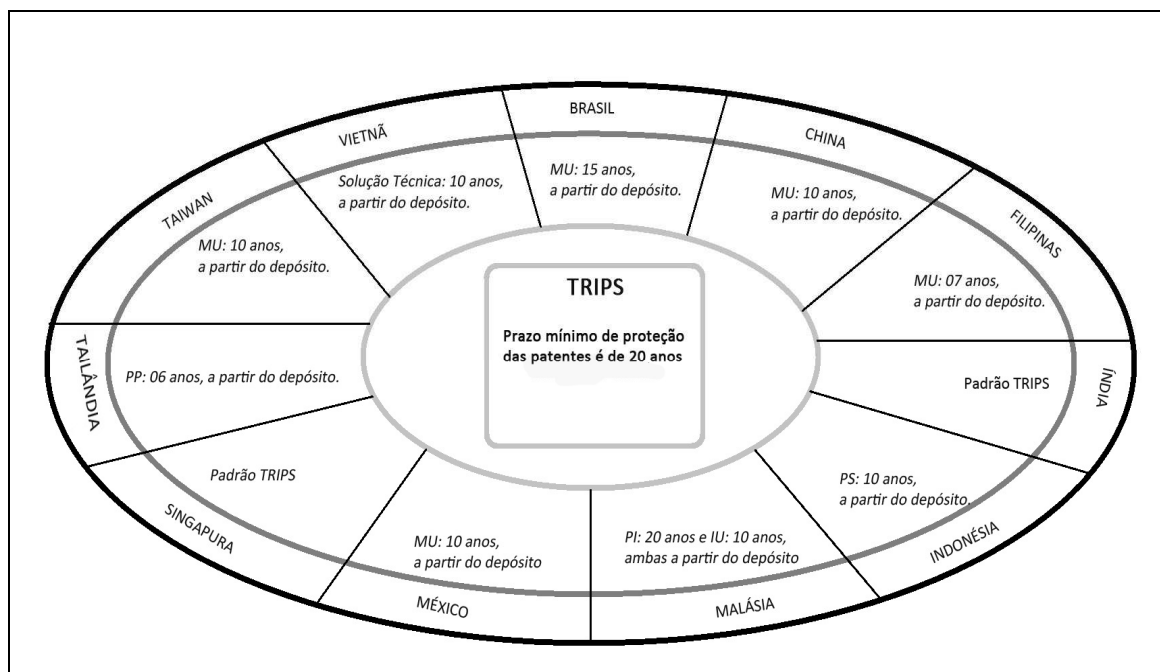 BRASIL
MU: 15 anos,
a partir do depósito.
CHINA
MU: 10 anos,
a partir do depósito.
FILIPINAS
MU: 07 anos,
a partir do depósito.
ÍNDIA
Padrão TRIPS
INDONÉSIA
PS: 10 anos,
a partir do depósito.
MALÁSIA
PI: 20 anos e IU: 10 anos,
ambas a partir do depósito
MÉXICO
MU: 10 anos,
a partir do depósito
SINGAPURA
Padrão TRIPS
TAILÂNDIA
PP: 06 anos, a partir do depósito.
TAIWAN
MU: 10 anos,
a partir do depósito.
VIETNÃ
Solução Técnica: 10 anos,
a partir do depósito.
TRIPS
Prazo mínimo de proteção
das patentes é de 20 anos